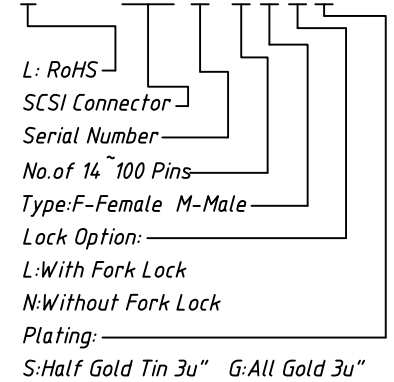 L: RoHS
SCSI Connector
Serial Number
No.of 14~100 Pins
Type:F-Female M-Male
Lock Option:
L:With Fork Lock
N:Without Fork Lock
Plating:
S:Half Gold Tin 3u" G:All Gold 3u"